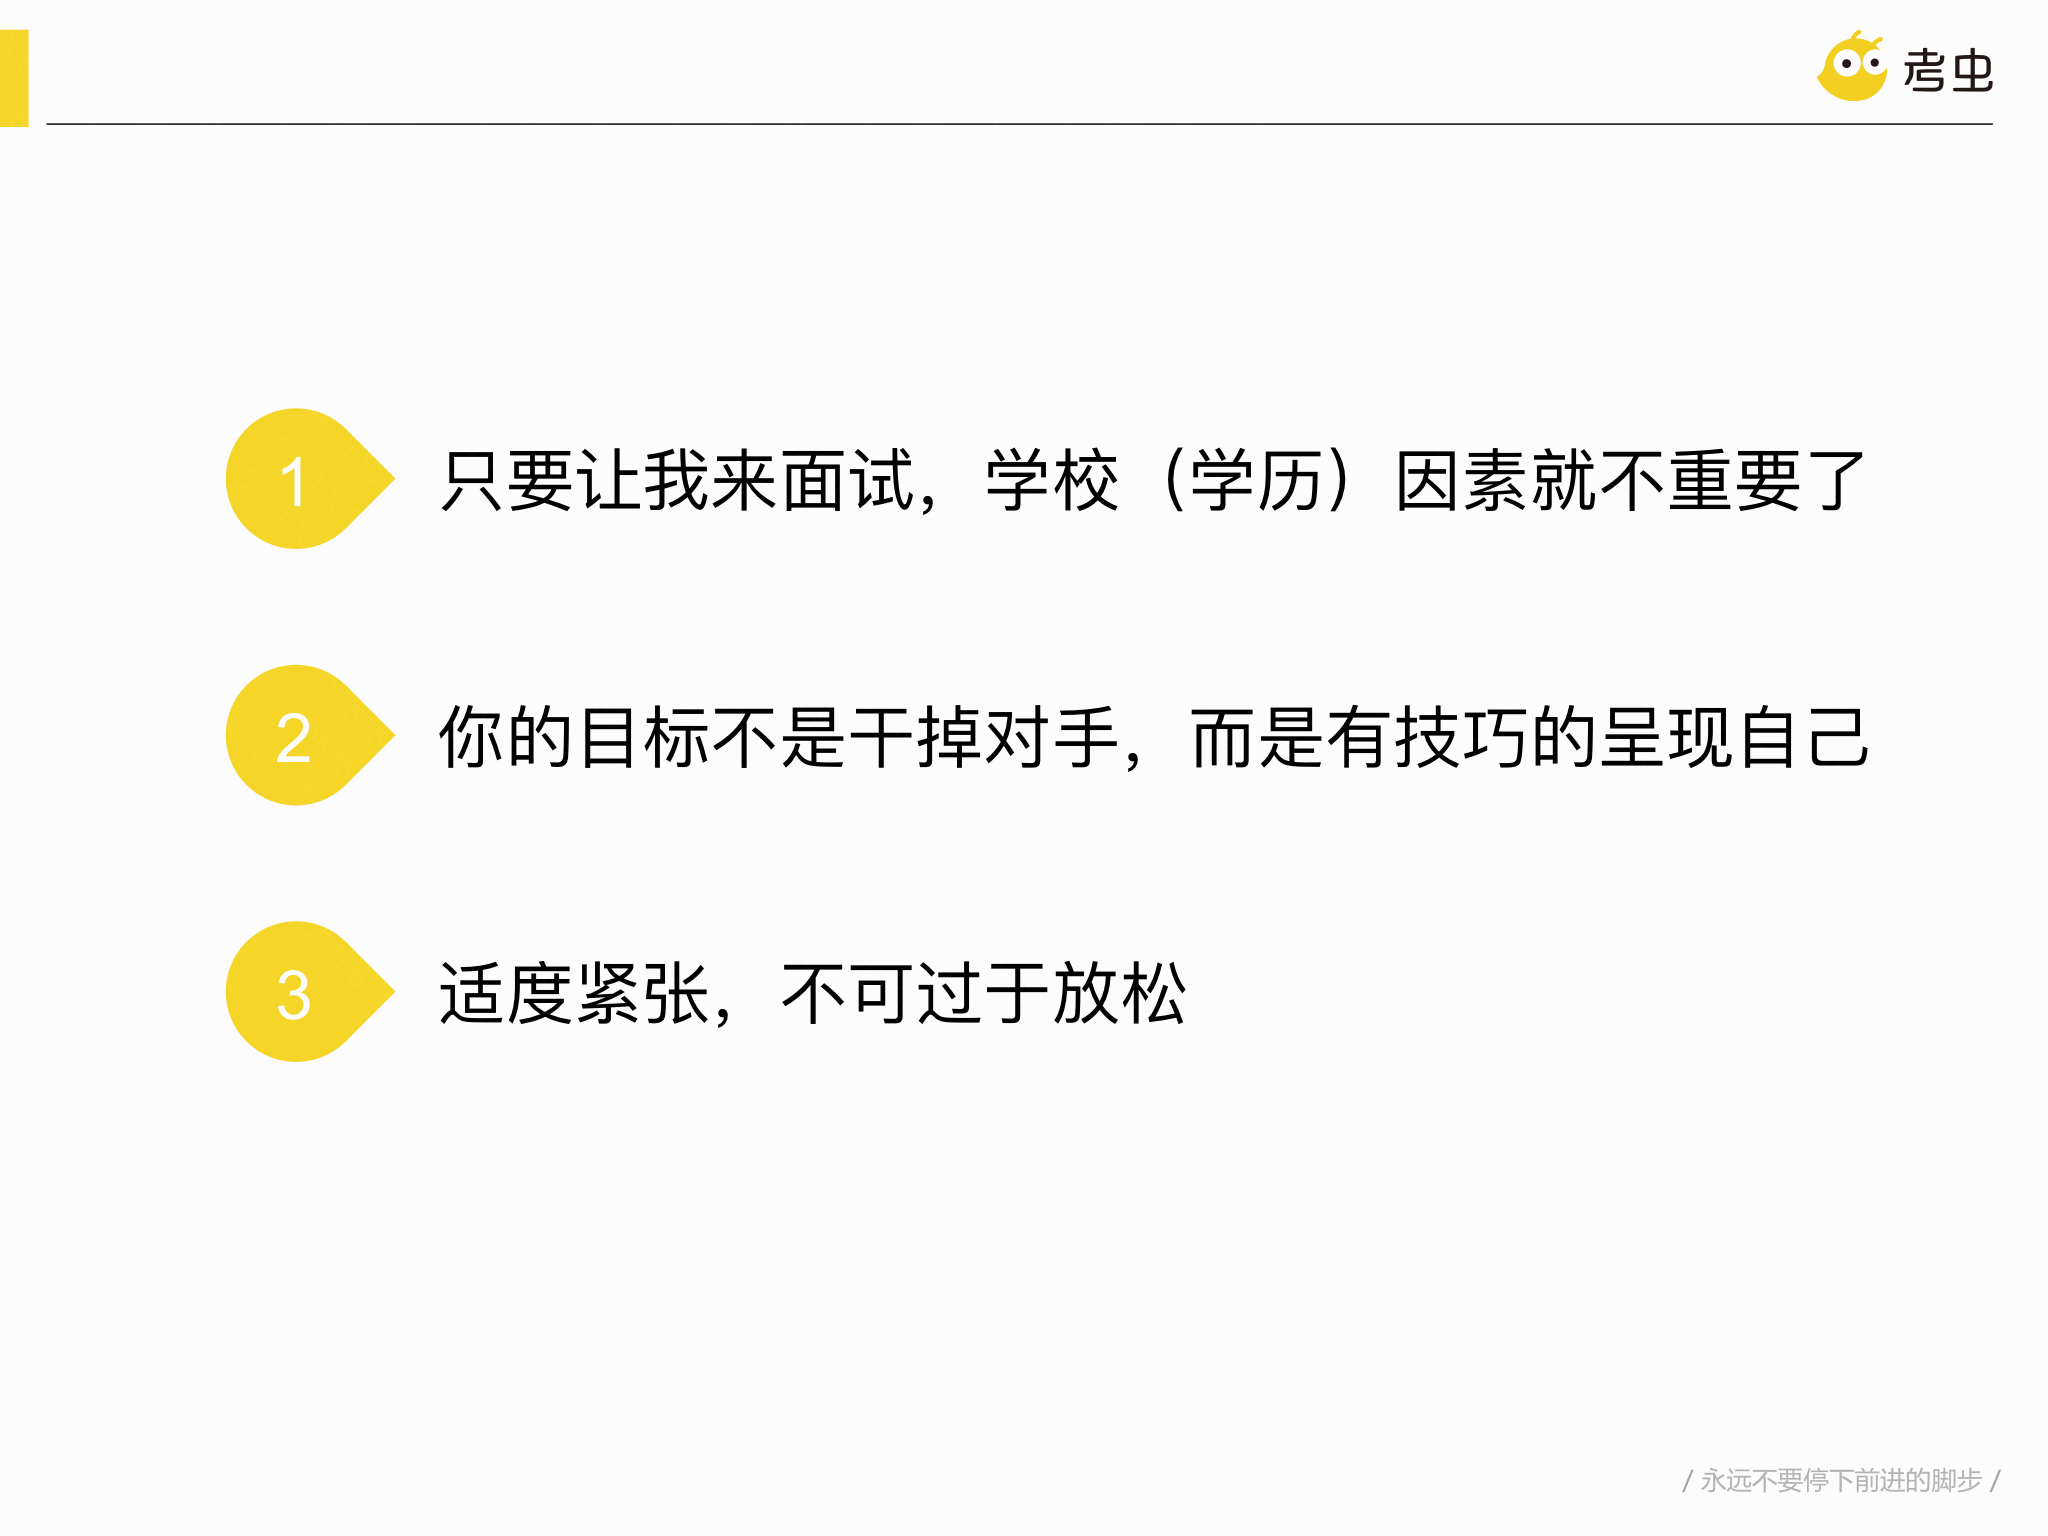 考虫
1 只要让我来面试，学校（学历）因素就不重要了
2 你的目标不是干掉对手，而是有技巧的呈现自己
3 适度紧张，不可过于放松
/ 永远不要停下前进的脚步 /